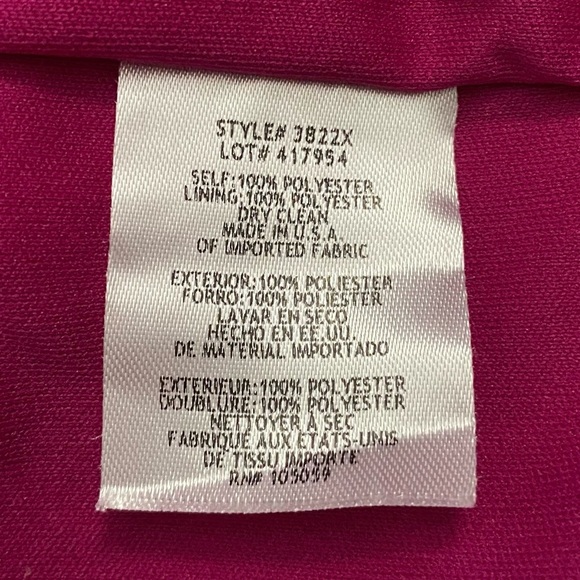 STYLE# 3822X
LOT# 417954
SELF:100% POLYESTER
LINING:100% POLYESTER
DRY CLEAN
MADE IN U.S.A
OF IMPORTED FABRIC
EXTERIOR:100% POLIESTER
FORRO:100% POLIESTER
LAVAR EN SECO
HECHO EN EE.UU.
DE MATERIAL IMPORTADO
EXTERIEUR:100% POLYESTER
DOUBLURE:100% POLYESTER
NETTOYER A SEC
FABRIQUÉ AUX ETATS-UNIS
DE TISSU IMPORTE
RN#